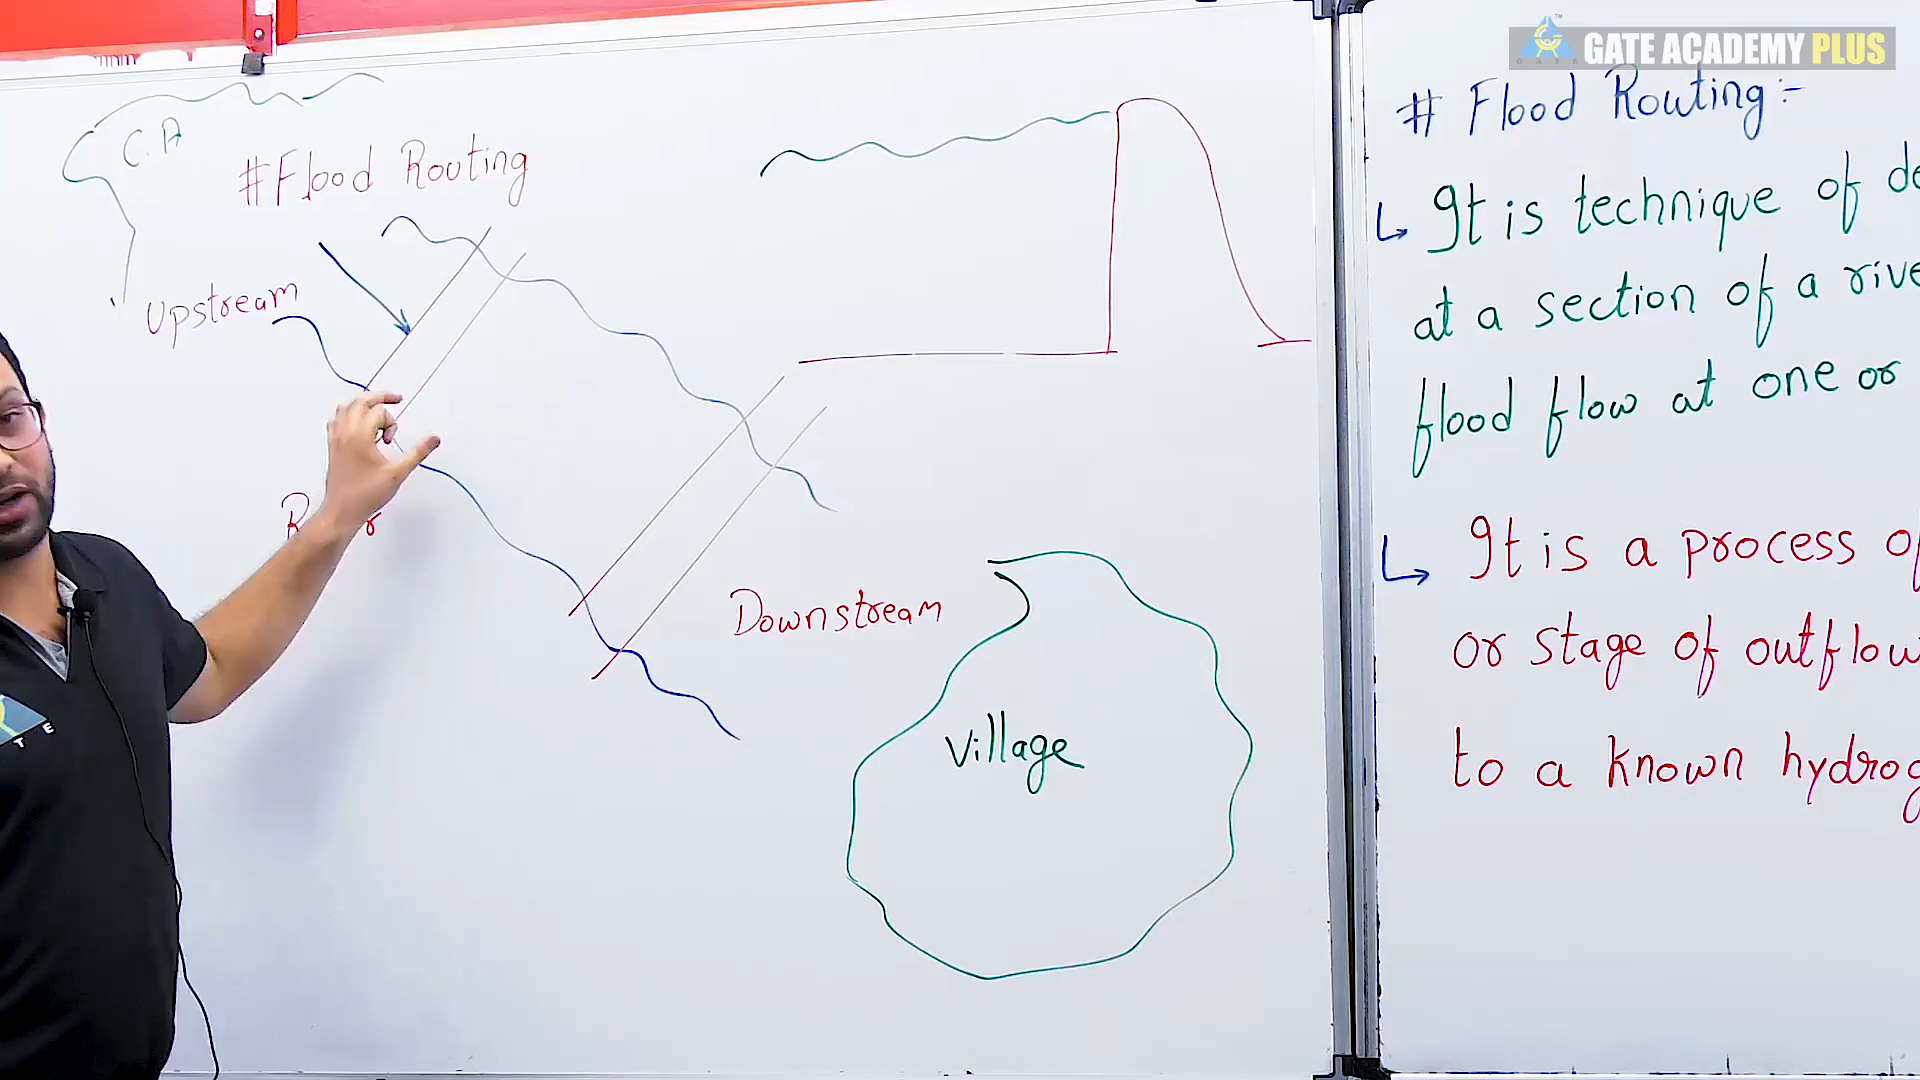 GATE ACADEMY PLUS
C.A
#Flood Routing
Upstream
Downstream
Village
# Flood Routing:-
It is technique of de
at a section of a rive
flood flow at one or
It is a process of
or stage of outflow
to a known hydrog